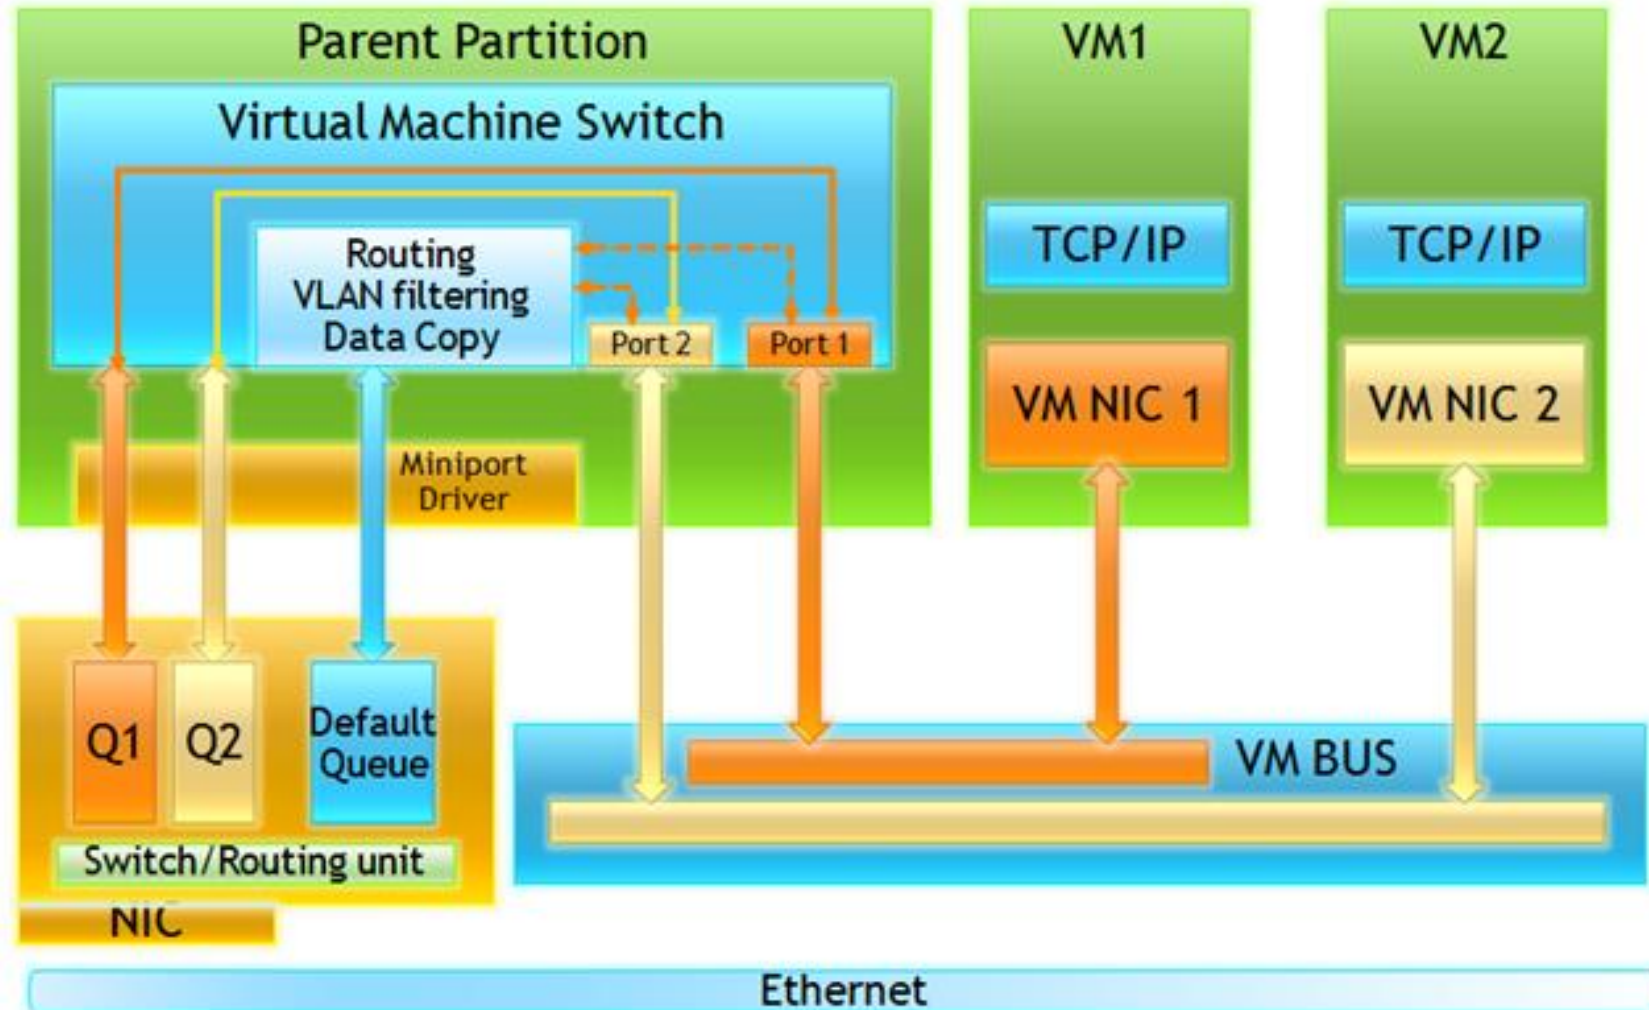 Parent Partition
Virtual Machine Switch
Routing
VLAN filtering
Data Copy
Port 2
Port 1
Miniport
Driver
Q1
Q2
Default
Queue
Switch/Routing unit
NIC
VM1
TCP/IP
VM NIC 1
VM2
TCP/IP
VM NIC 2
VM BUS
Ethernet